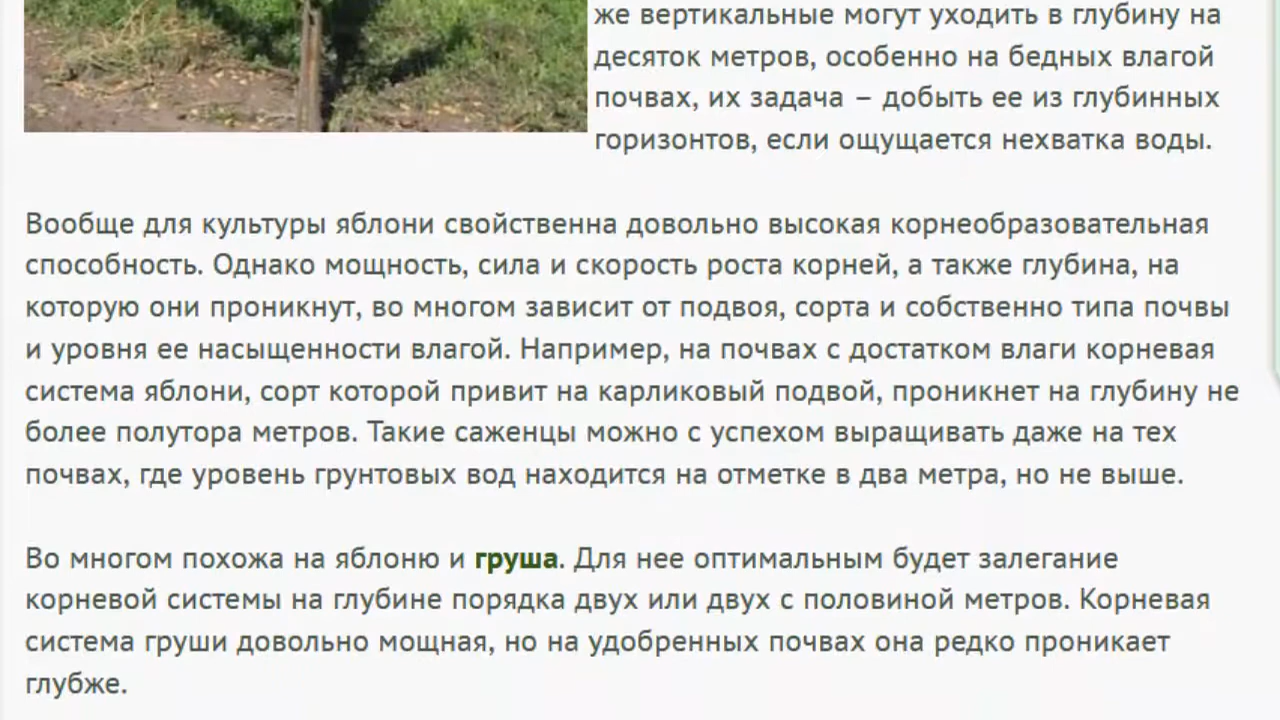 же вертикальные могут уходить в глубину на
десяток метров, особенно на бедных влагой
почвах, их задача – добыть ее из глубинных
горизонтов, если ощущается нехватка воды.
Вообще для культуры яблони свойственна довольно высокая корнеобразовательная
способность. Однако мощность, сила и скорость роста корней, а также глубина, на
которую они проникнут, во многом зависит от подвоя, сорта и собственно типа почвы
и уровня ее насыщенности влагой. Например, на почвах с достатком влаги корневая
система яблони, сорт которой привит на карликовый подвой, проникнет на глубину не
более полутора метров. Такие саженцы можно с успехом выращивать даже на тех
почвах, где уровень грунтовых вод находится на отметке в два метра, но не выше.
Во многом похожа на яблоню и груша. Для нее оптимальным будет залегание
корневой системы на глубине порядка двух или двух с половиной метров. Корневая
система груши довольно мощная, но на удобренных почвах она редко проникает
глубже.